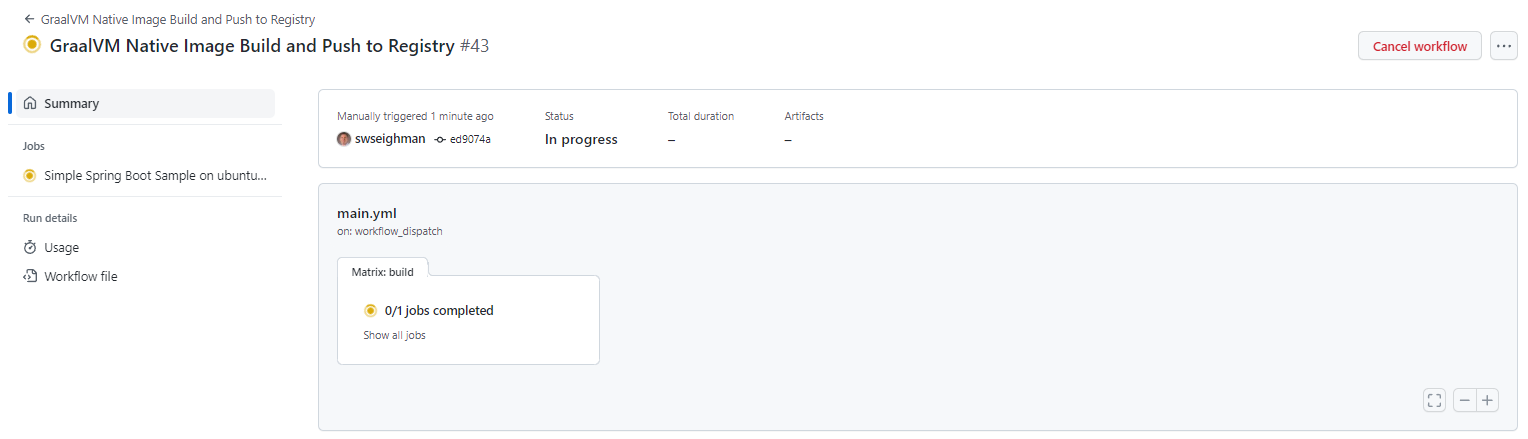 GraalVM Native Image Build and Push to Registry
GraalVM Native Image Build and Push to Registry #43
Cancel workflow
Summary
Jobs
Simple Spring Boot Sample on ubuntu...
Run details
Usage
Workflow file
Manually triggered 1 minute ago
swseighman ed9074a
Status
In progress
Total duration
–
Artifacts
–
main.yml
on: workflow_dispatch
Matrix: build
0/1 jobs completed
Show all jobs